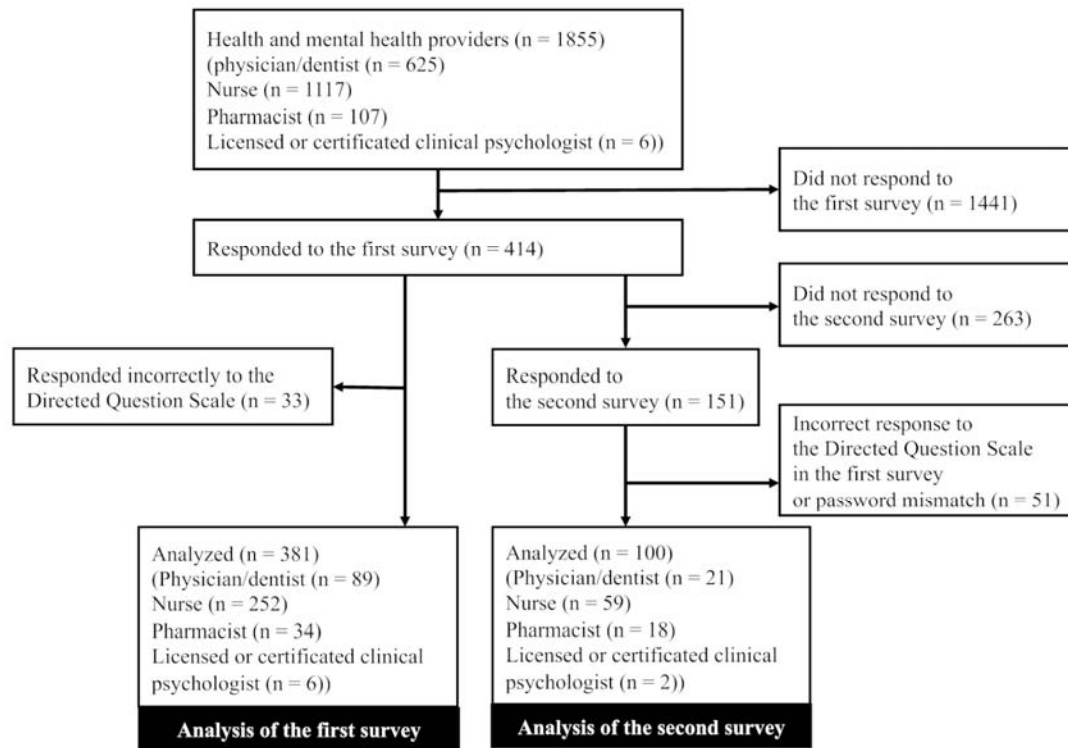 Health and mental health providers (n = 1855)
(physician/dentist (n = 625)
Nurse (n = 1117)
Pharmacist (n = 107)
Licensed or certificated clinical psychologist (n = 6))
Did not respond to
the first survey (n = 1441)
Responded to the first survey (n = 414)
Did not respond to
the second survey (n = 263)
Responded incorrectly to the
Directed Question Scale (n = 33)
Responded to
the second survey (n = 151)
Incorrect response to
the Directed Question Scale
in the first survey
or password mismatch (n = 51)
Analyzed (n = 381)
(Physician/dentist (n = 89)
Nurse (n = 252)
Pharmacist (n = 34)
Licensed or certificated clinical
psychologist (n = 6))
Analysis of the first survey
Analyzed (n = 100)
(Physician/dentist (n = 21)
Nurse (n = 59)
Pharmacist (n = 18)
Licensed or certificated clinical
psychologist (n = 2))
Analysis of the second survey